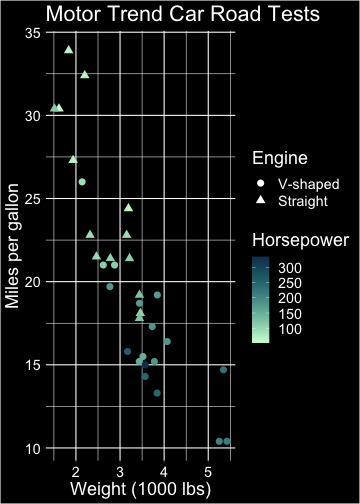 Motor Trend Car Road Tests
Miles per gallon
35
30
25
20
15
10
2 3 4 5
Weight (1000 lbs)
Engine
V-shaped
Straight
Horsepower
300
250
200
150
100